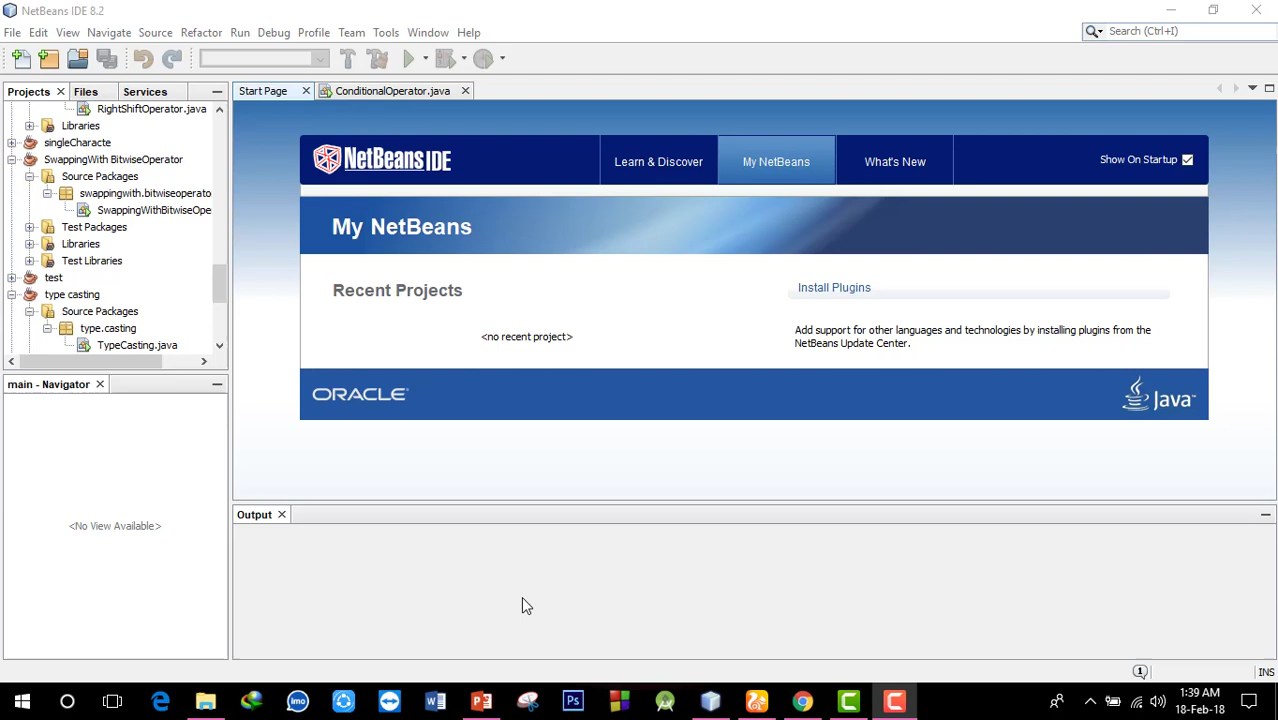 NetBeans IDE 8.2
File Edit View Navigate Source Refactor Run Debug Profile Team Tools Window Help
Search (Ctrl+I)
Projects Files Services
Start Page ConditionalOperator.java
RightShiftOperator.java
Libraries
singleCharacte
SwappingWith BitwiseOperator
Source Packages
swappingwith.bitwiseoperato
SwappingWithBitwiseOpe
Test Packages
Libraries
Test Libraries
test
type casting
Source Packages
type.casting
TypeCasting.java
NetBeans IDE
Learn & Discover
My NetBeans
What's New
Show On Startup
My NetBeans
Recent Projects
<no recent project>
Install Plugins
Add support for other languages and technologies by installing plugins from the
NetBeans Update Center.
ORACLE
Java
main - Navigator
<No View Available>
Output
1
INS
imo
W
P
Ps
C
C
1:39 AM
18-Feb-18